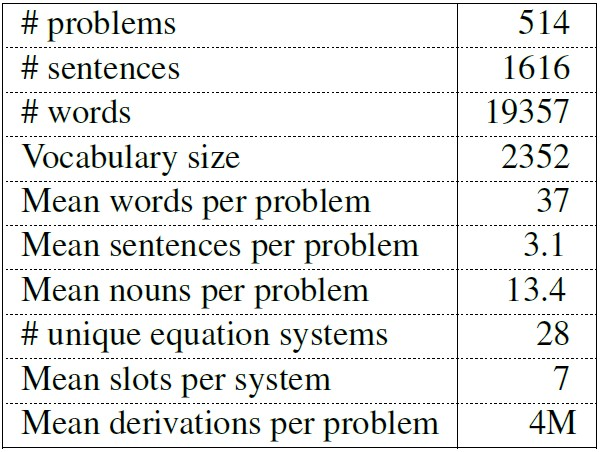 # problems 514
# sentences 1616
# words 19357
Vocabulary size 2352
Mean words per problem 37
Mean sentences per problem 3.1
Mean nouns per problem 13.4
# unique equation systems 28
Mean slots per system 7
Mean derivations per problem 4M